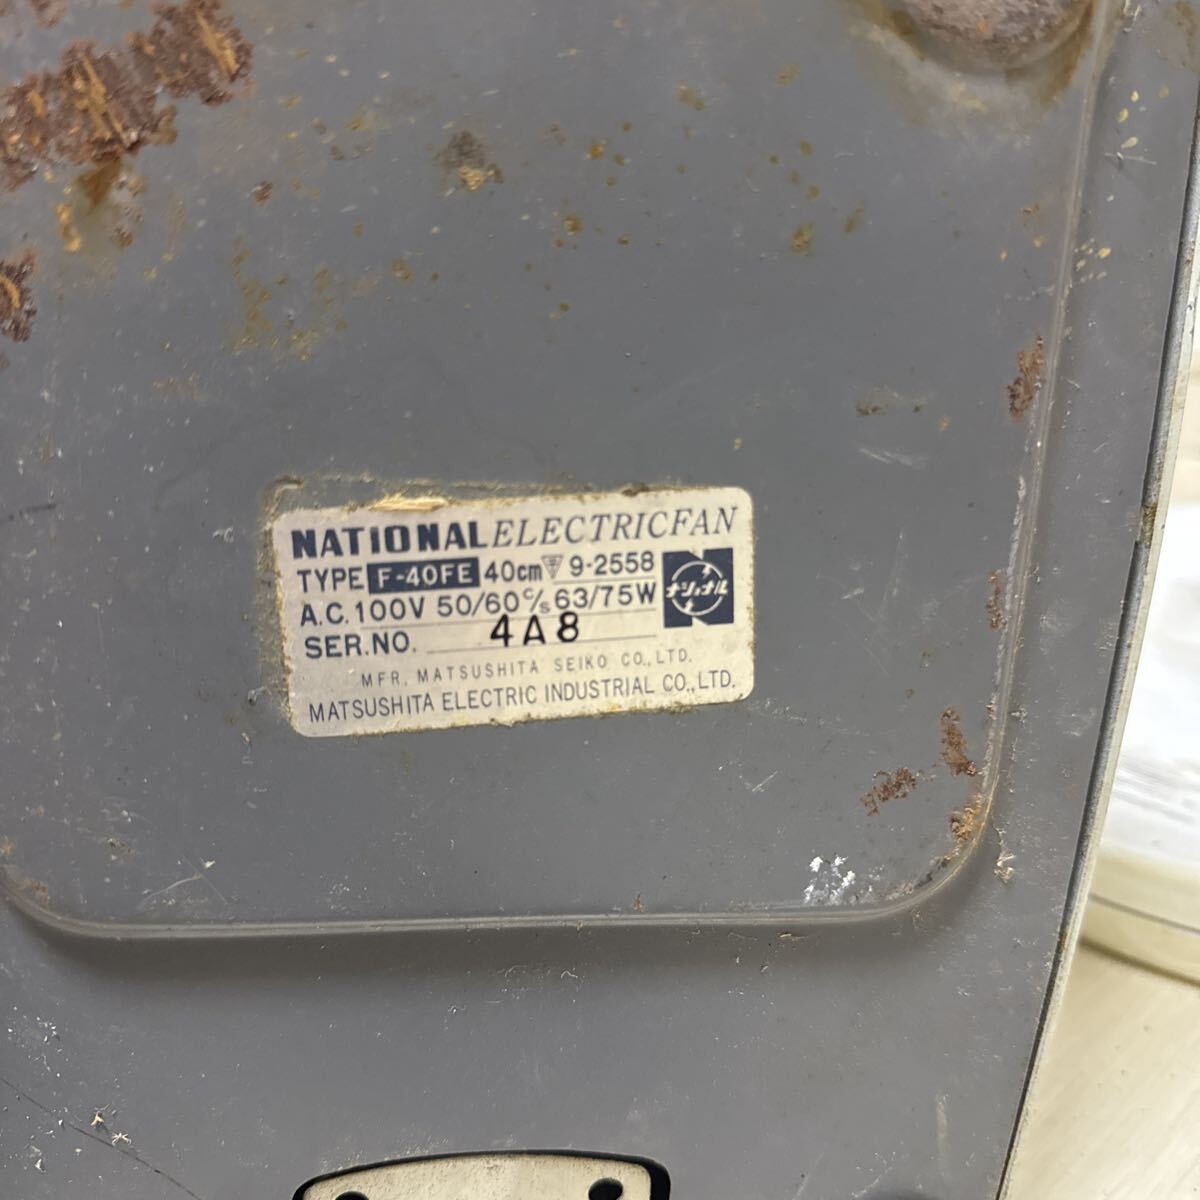 NATIONAL ELECTRIC FAN
TYPE F-40FE 40cm 〒 9-2558
A.C. 100V 50/60 c/s 63/75W
ナショナル
SER. NO. 4A8
MFR. MATSUSHITA SEIKO CO., LTD.
MATSUSHITA ELECTRIC INDUSTRIAL CO., LTD.